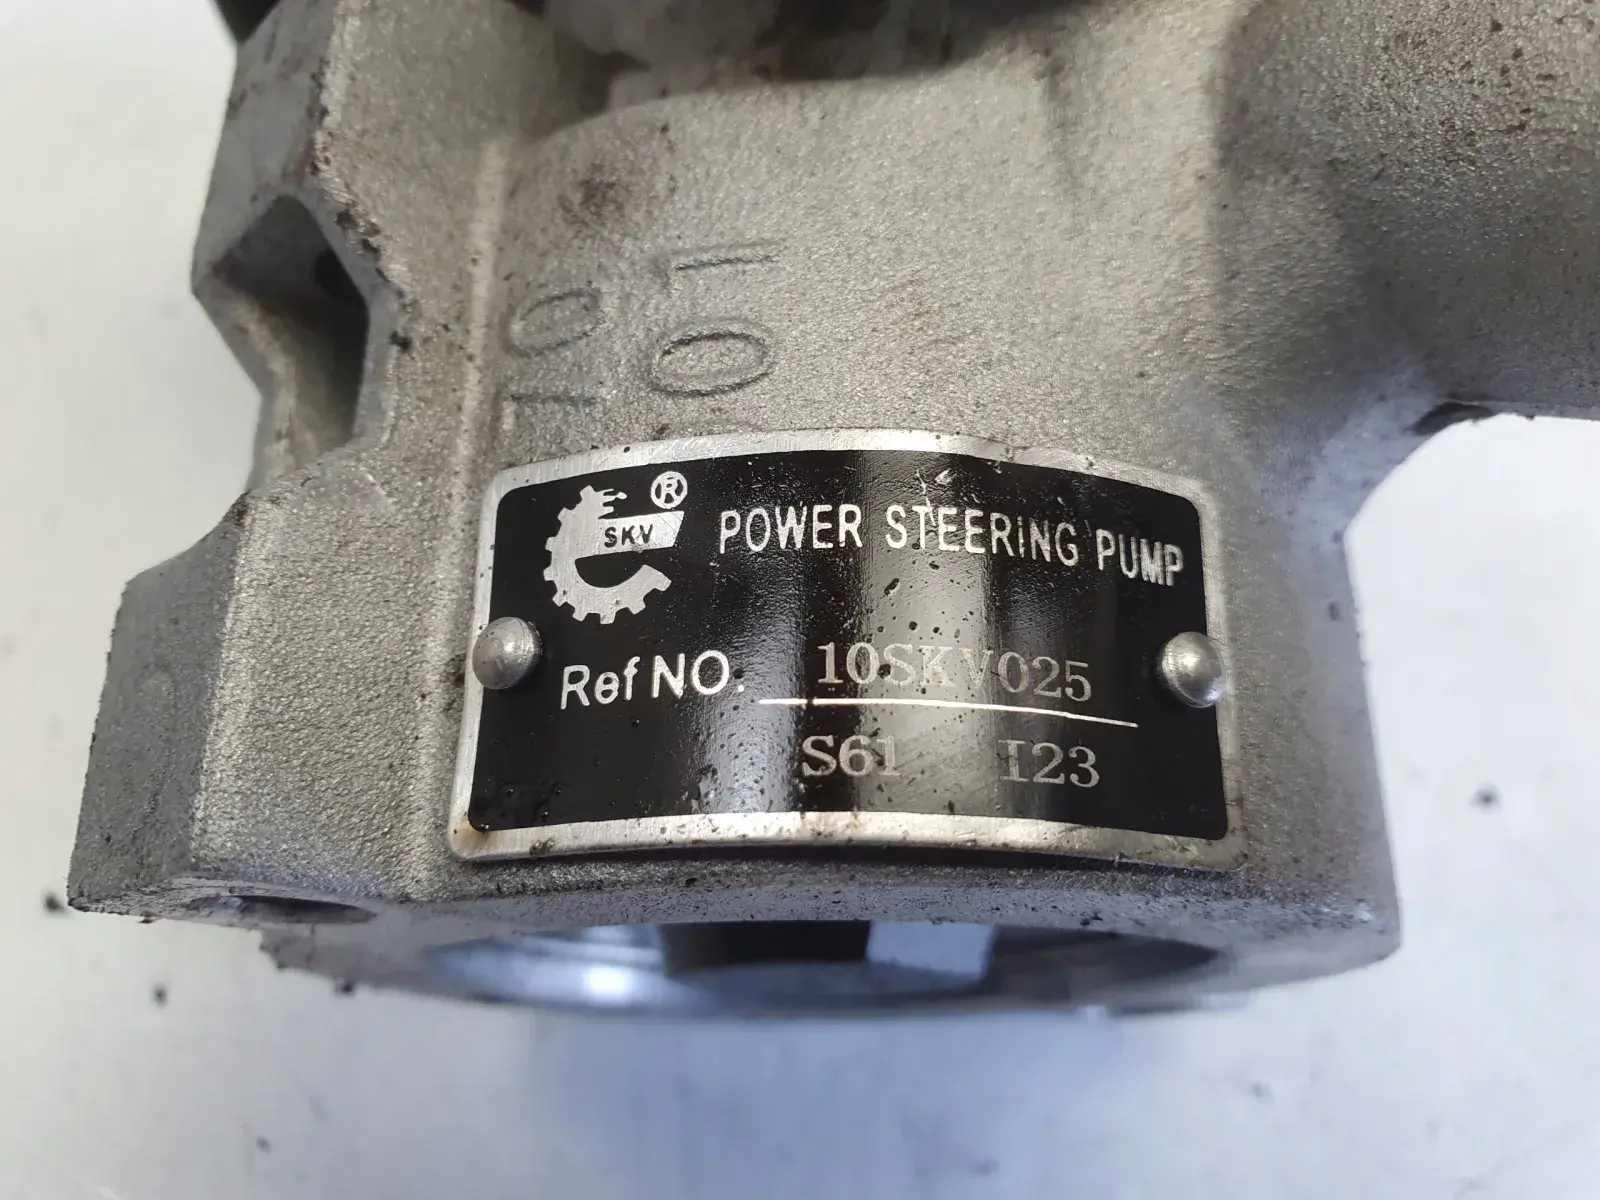 SKV ®
POWER STEERING PUMP
Ref NO. 10SKV025
S61 I23